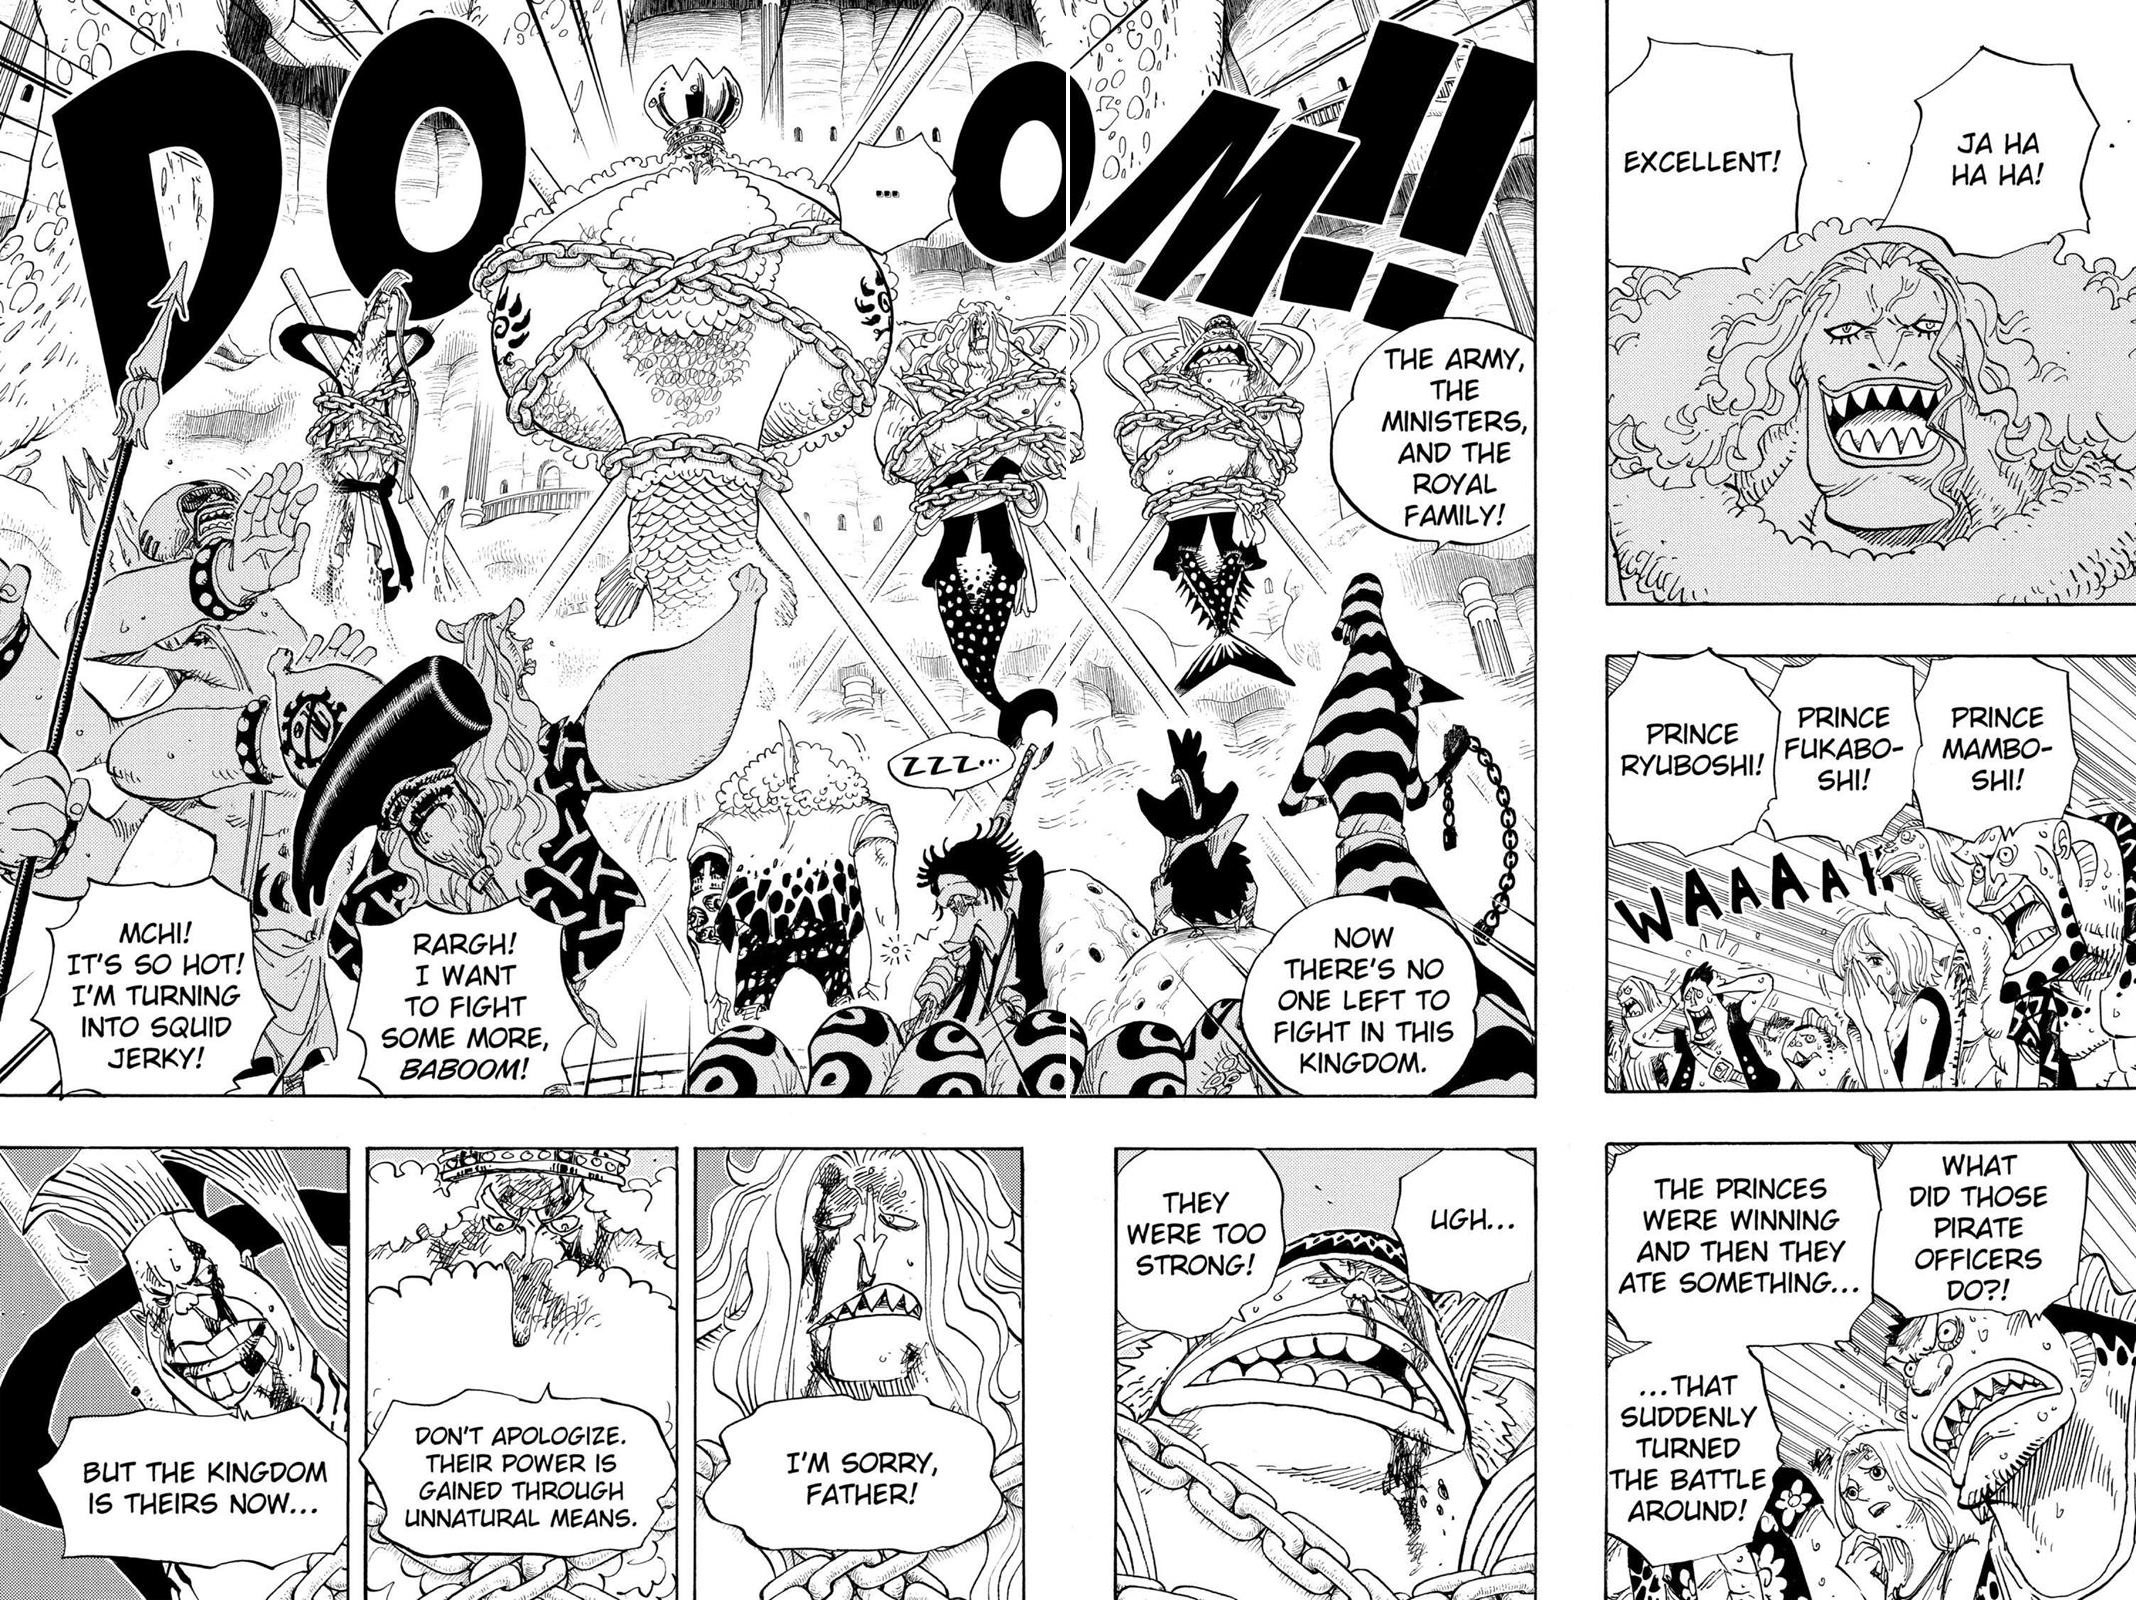 JA HA
HA HA!
EXCELLENT!
PRINCE
MAMBO-
SHI!
PRINCE
FUKABO-
SHI!
PRINCE
RYUBOSHI!
WAAAAH
WHAT
DID THOSE
PIRATE
OFFICERS
DO?!
THE PRINCES
WERE WINNING
AND THEN THEY
ATE SOMETHING...
...THAT
SUDDENLY
TURNED
THE BATTLE
AROUND!
DOOM!!
...
THE ARMY,
THE
MINISTERS,
AND THE
ROYAL
FAMILY!
NOW
THERE'S NO
ONE LEFT TO
FIGHT IN THIS
KINGDOM.
ZZZ...
RARGH!
I WANT
TO FIGHT
SOME MORE,
BABOOM!
MCHI!
IT'S SO HOT!
I'M TURNING
INTO SQUID
JERKY!
UGH...
THEY
WERE TOO
STRONG!
I'M SORRY,
FATHER!
DON'T APOLOGIZE.
THEIR POWER IS
GAINED THROUGH
UNNATURAL MEANS.
BUT THE KINGDOM
IS THEIRS NOW...